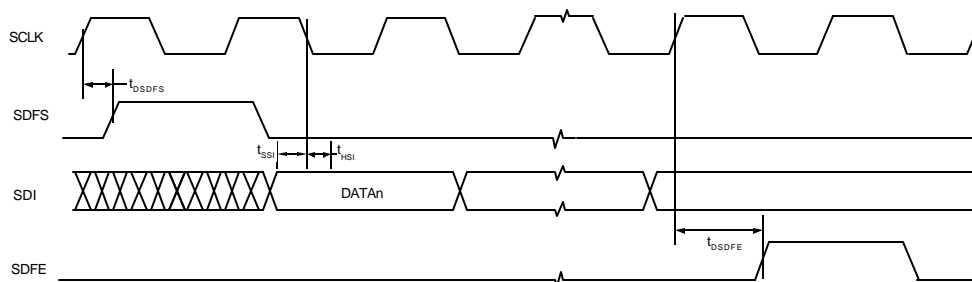 SCLK
tDSDFS
SDFS
tSSI
tHSI
SDI
DATAn
tDSDFE
SDFE